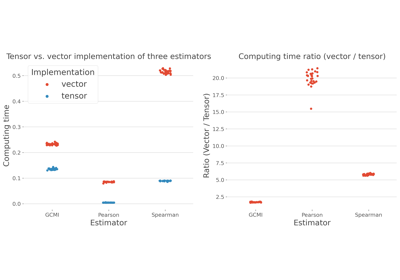 Tensor vs. vector implementation of three estimators
Implementation
vector
tensor
Computing time
0.5
0.4
0.3
0.2
0.1
0.0
GCMI
Pearson
Spearman
Estimator
Computing time ratio (vector / tensor)
Ratio (Vector / Tensor)
20.0
17.5
15.0
12.5
10.0
7.5
5.0
2.5
GCMI
Pearson
Spearman
Estimator